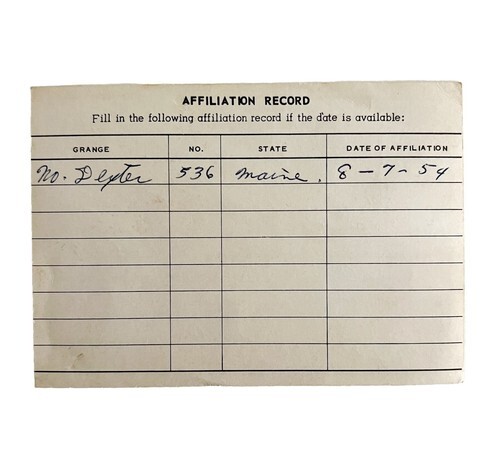 AFFILIATION RECORD
Fill in the following affiliation record if the date is available:
GRANGE NO. STATE DATE OF AFFILIATION
No. Dexter 536 Maine. 8-7-54